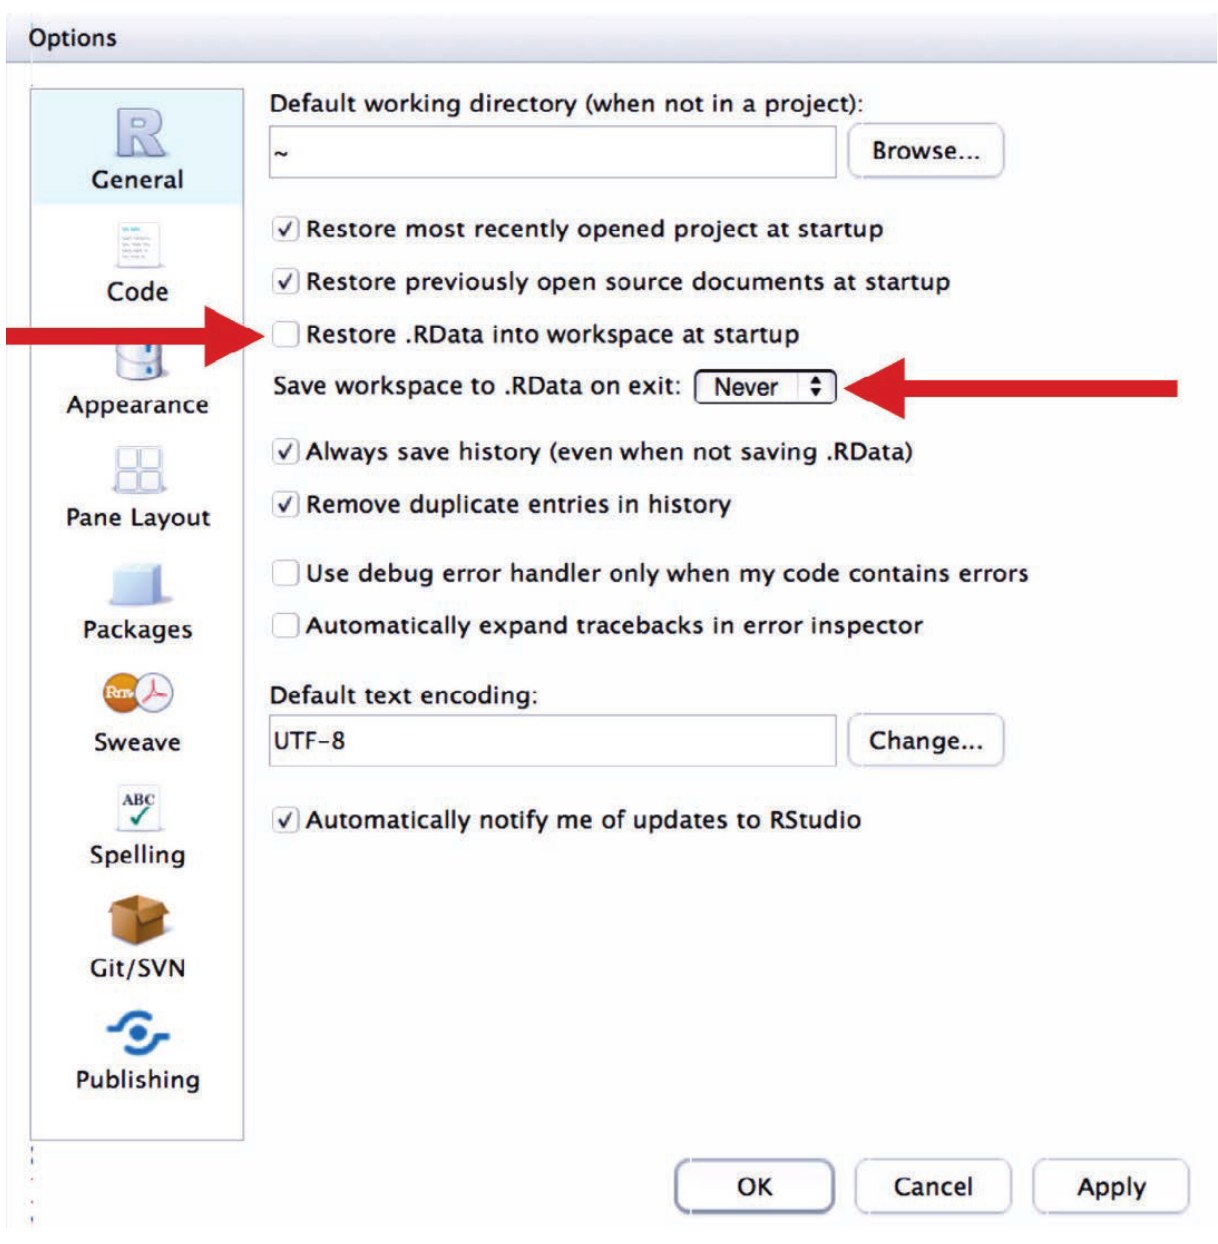 Options
General
Code
Appearance
Pane Layout
Packages
Sweave
ABC
Spelling
Git/SVN
Publishing
Default working directory (when not in a project):
~
Browse...
Restore most recently opened project at startup
Restore previously open source documents at startup
Restore .RData into workspace at startup
Save workspace to .RData on exit: Never
Always save history (even when not saving .RData)
Remove duplicate entries in history
Use debug error handler only when my code contains errors
Automatically expand tracebacks in error inspector
Default text encoding:
UTF-8
Change...
Automatically notify me of updates to RStudio
OK Cancel Apply